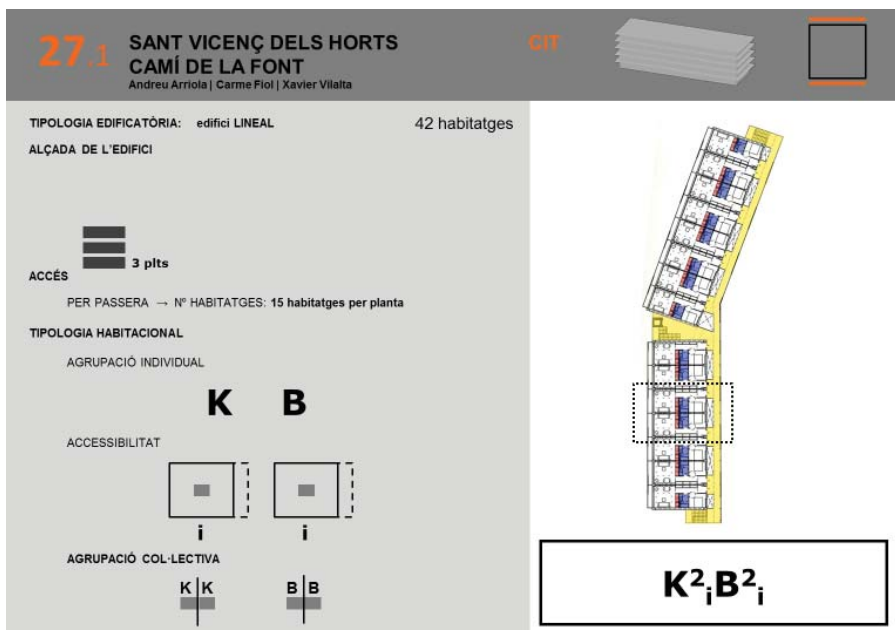 27.1
SANT VICENÇ DELS HORTS
CAMÍ DE LA FONT
Andreu Arriola | Carme Fiol | Xavier Vilalta
CIT
TIPOLOGIA EDIFICATÒRIA: edifici LINEAL
42 habitatges
ALÇADA DE L'EDIFICI
3 plts
ACCÉS
PER PASSERA → Nº HABITATGES: 15 habitatges per planta
TIPOLOGIA HABITACIONAL
AGRUPACIÓ INDIVIDUAL
K B
ACCESSIBILITAT
i i
AGRUPACIÓ COL·LECTIVA
K K B B
K²ᵢB²ᵢ